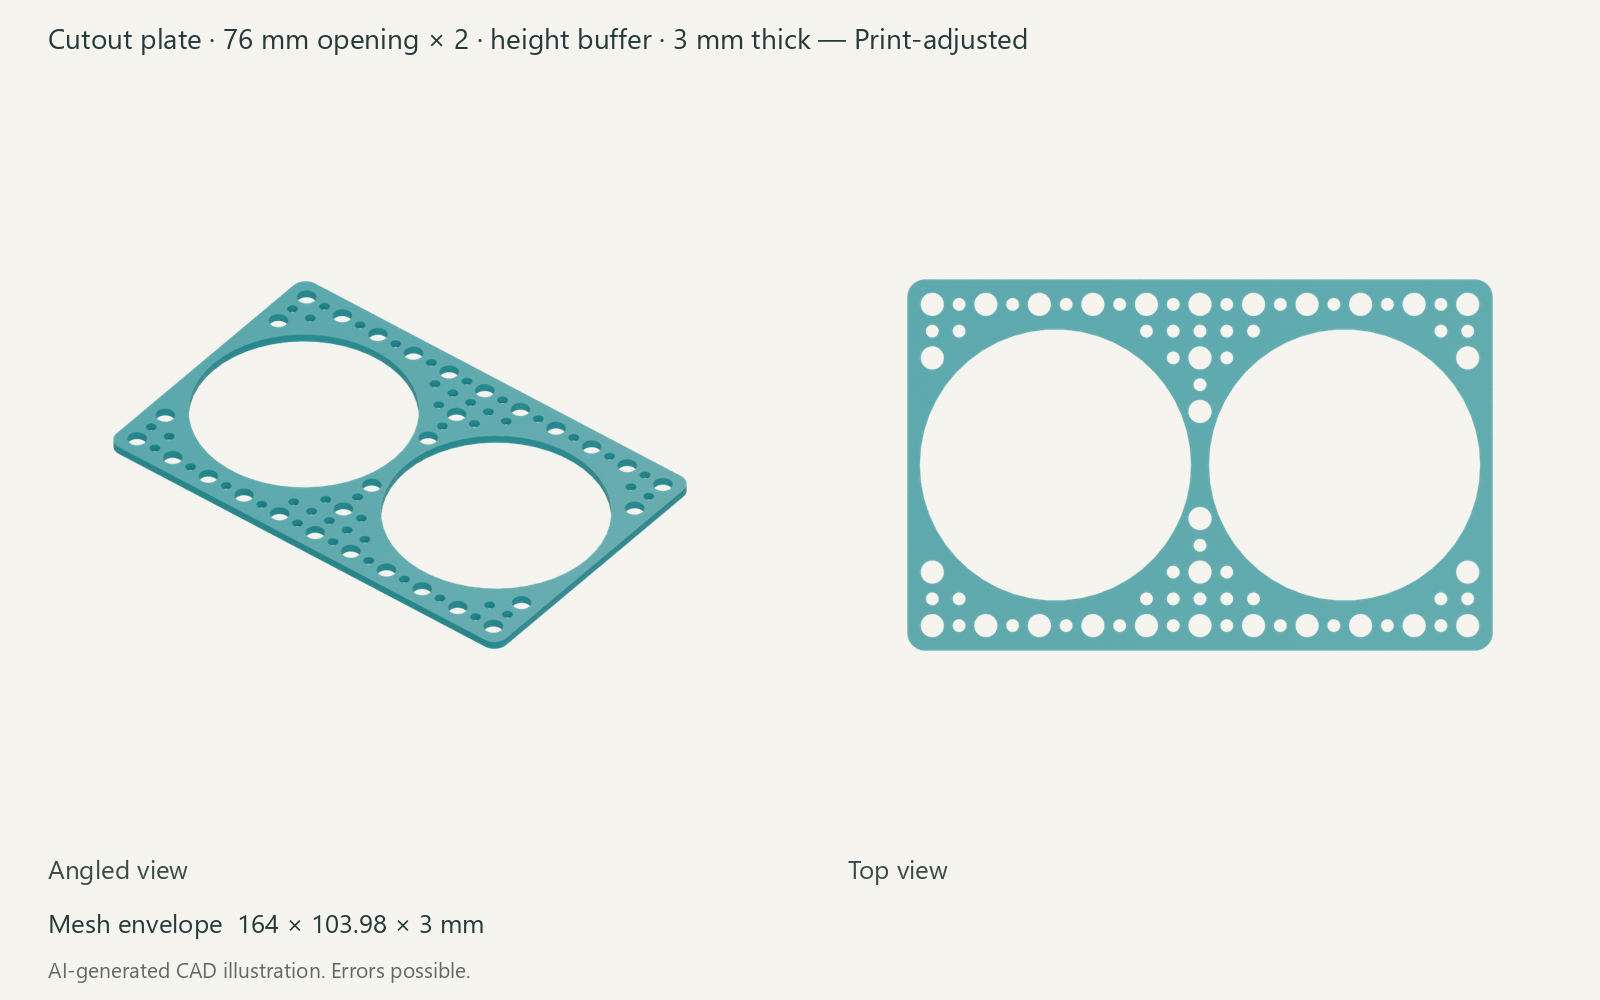 Cutout plate · 76 mm opening × 2 · height buffer · 3 mm thick — Print-adjusted
Angled view
Top view
Mesh envelope 164 × 103.98 × 3 mm
AI-generated CAD illustration. Errors possible.